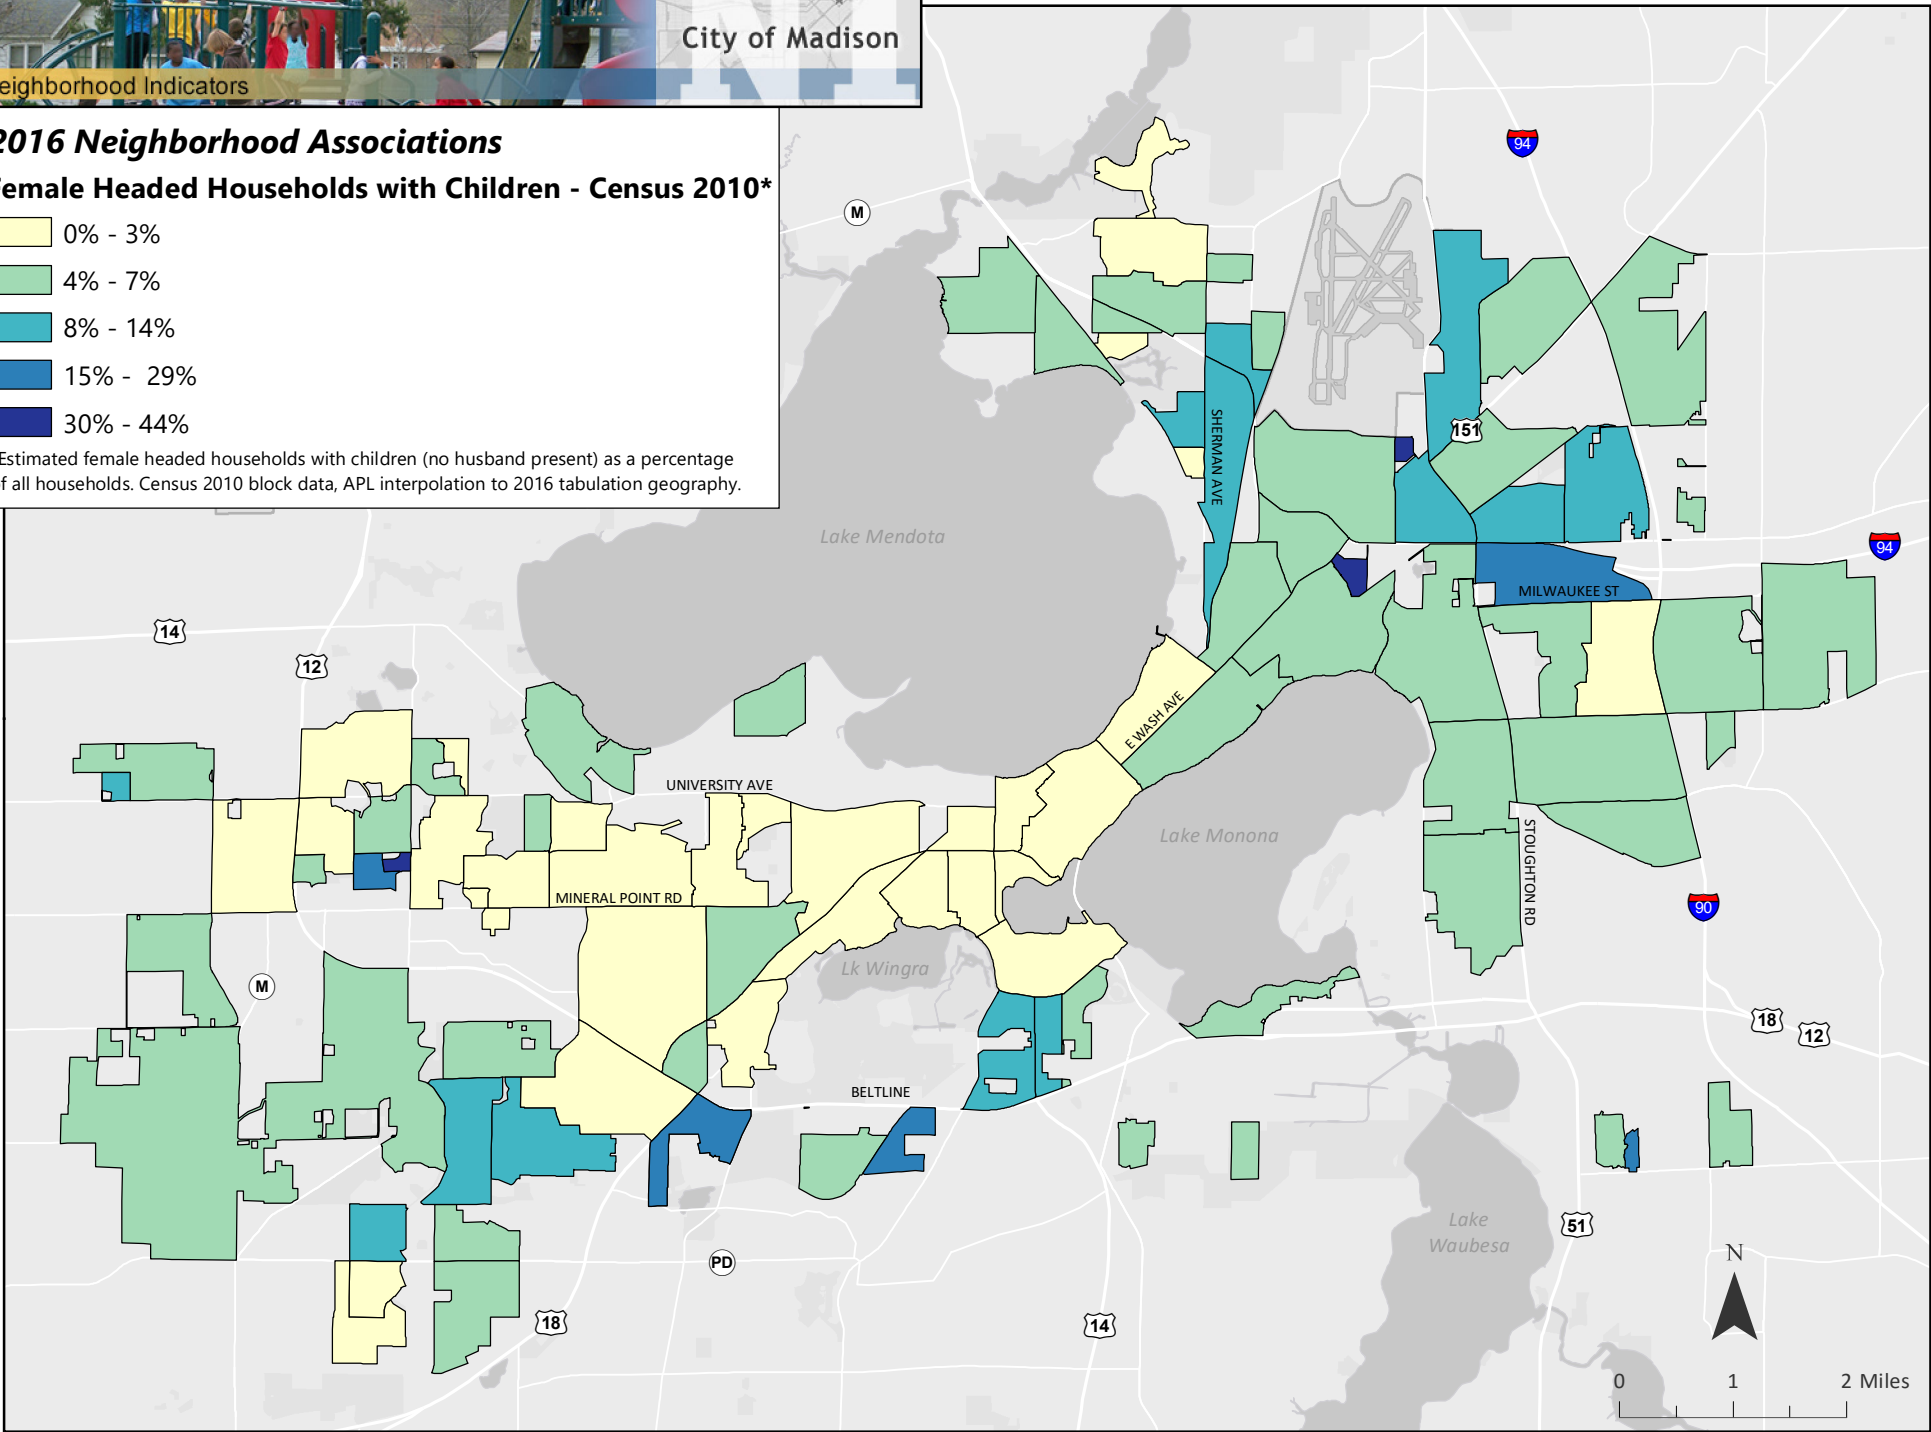 City of Madison
eighborhood Indicators
2016 Neighborhood Associations
Female Headed Households with Children - Census 2010*
0% - 3%
4% - 7%
8% - 14%
15% - 29%
30% - 44%
Estimated female headed households with children (no husband present) as a percentage
of all households. Census 2010 block data, APL interpolation to 2016 tabulation geography.
94
M
SHERMAN AVE
151
Lake Mendota
94
MILWAUKEE ST
14
12
E WASH AVE
UNIVERSITY AVE
Lake Monona
STOUGHTON RD
MINERAL POINT RD
90
Lk Wingra
M
18
12
BELTLINE
Lake
Waubesa
51
N
PD
18
14
0 1 2 Miles